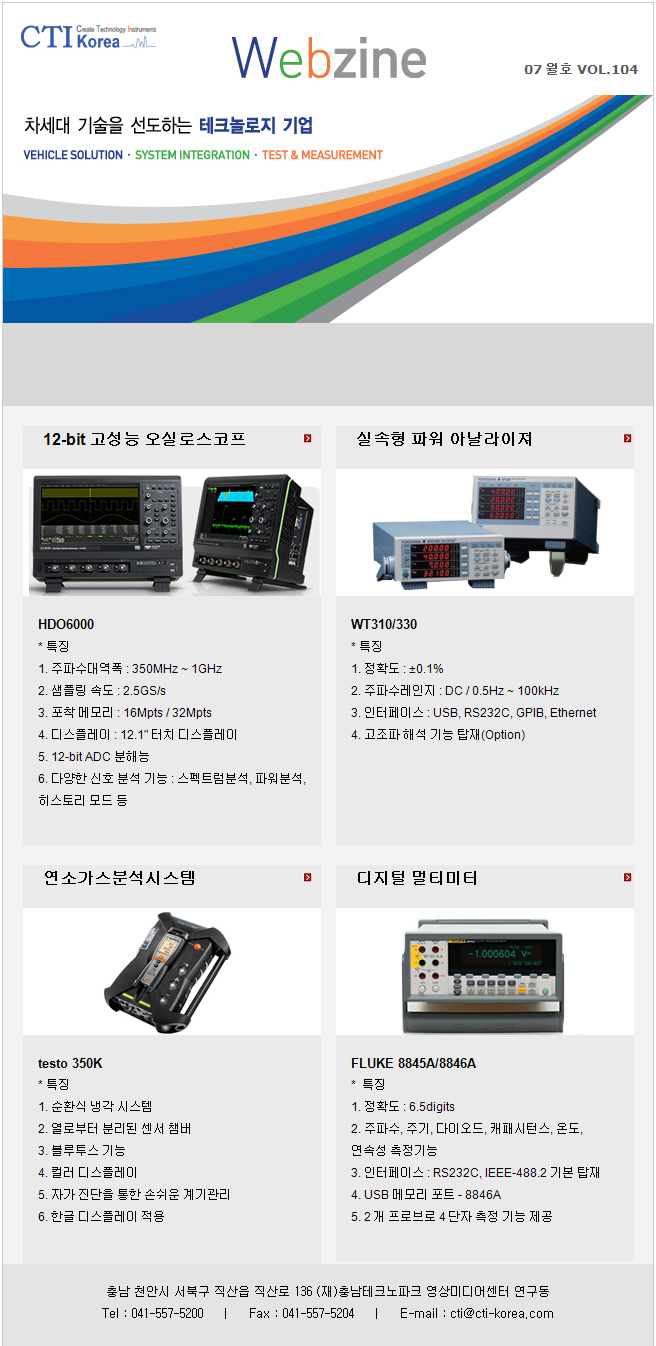 CTI Create Technology Instruments
Korea
Webzine
07 월호 VOL.104
차세대 기술을 선도하는 테크놀로지 기업
VEHICLE SOLUTION · SYSTEM INTEGRATION · TEST & MEASUREMENT
12-bit 고성능 오실로스코프
실속형 파워 아날라이져
HDO6000
* 특징
1. 주파수대역폭 : 350MHz ~ 1GHz
2. 샘플링 속도 : 2.5GS/s
3. 포착 메모리 : 16Mpts / 32Mpts
4. 디스플레이 : 12.1" 터치 디스플레이
5. 12-bit ADC 분해능
6. 다양한 신호 분석 기능 : 스펙트럼분석, 파워분석,
히스토리 모드 등
WT310/330
* 특징
1. 정확도 : ±0.1%
2. 주파수레인지 : DC / 0.5Hz ~ 100kHz
3. 인터페이스 : USB, RS232C, GPIB, Ethernet
4. 고조파 해석 기능 탑재(Option)
연소가스분석시스템
디지털 멀티미터
-1.000604 V
testo 350K
* 특징
1. 순환식 냉각 시스템
2. 열로부터 분리된 센서 챔버
3. 블루투스 기능
4. 컬러 디스플레이
5. 자가 진단을 통한 손쉬운 계기관리
6. 한글 디스플레이 적용
FLUKE 8845A/8846A
* 특징
1. 정확도 : 6.5digits
2. 주파수, 주기, 다이오드, 캐패시턴스, 온도,
연속성 측정기능
3. 인터페이스 : RS232C, IEEE-488.2 기본 탑재
4. USB 메모리 포트 - 8846A
5. 2개 프로브로 4단자 측정 기능 제공
충남 천안시 서북구 직산읍 직산로 136 (재)충남테크노파크 영상미디어센터 연구동
Tel : 041-557-5200 | Fax : 041-557-5204 | E-mail : cti@cti-korea.com